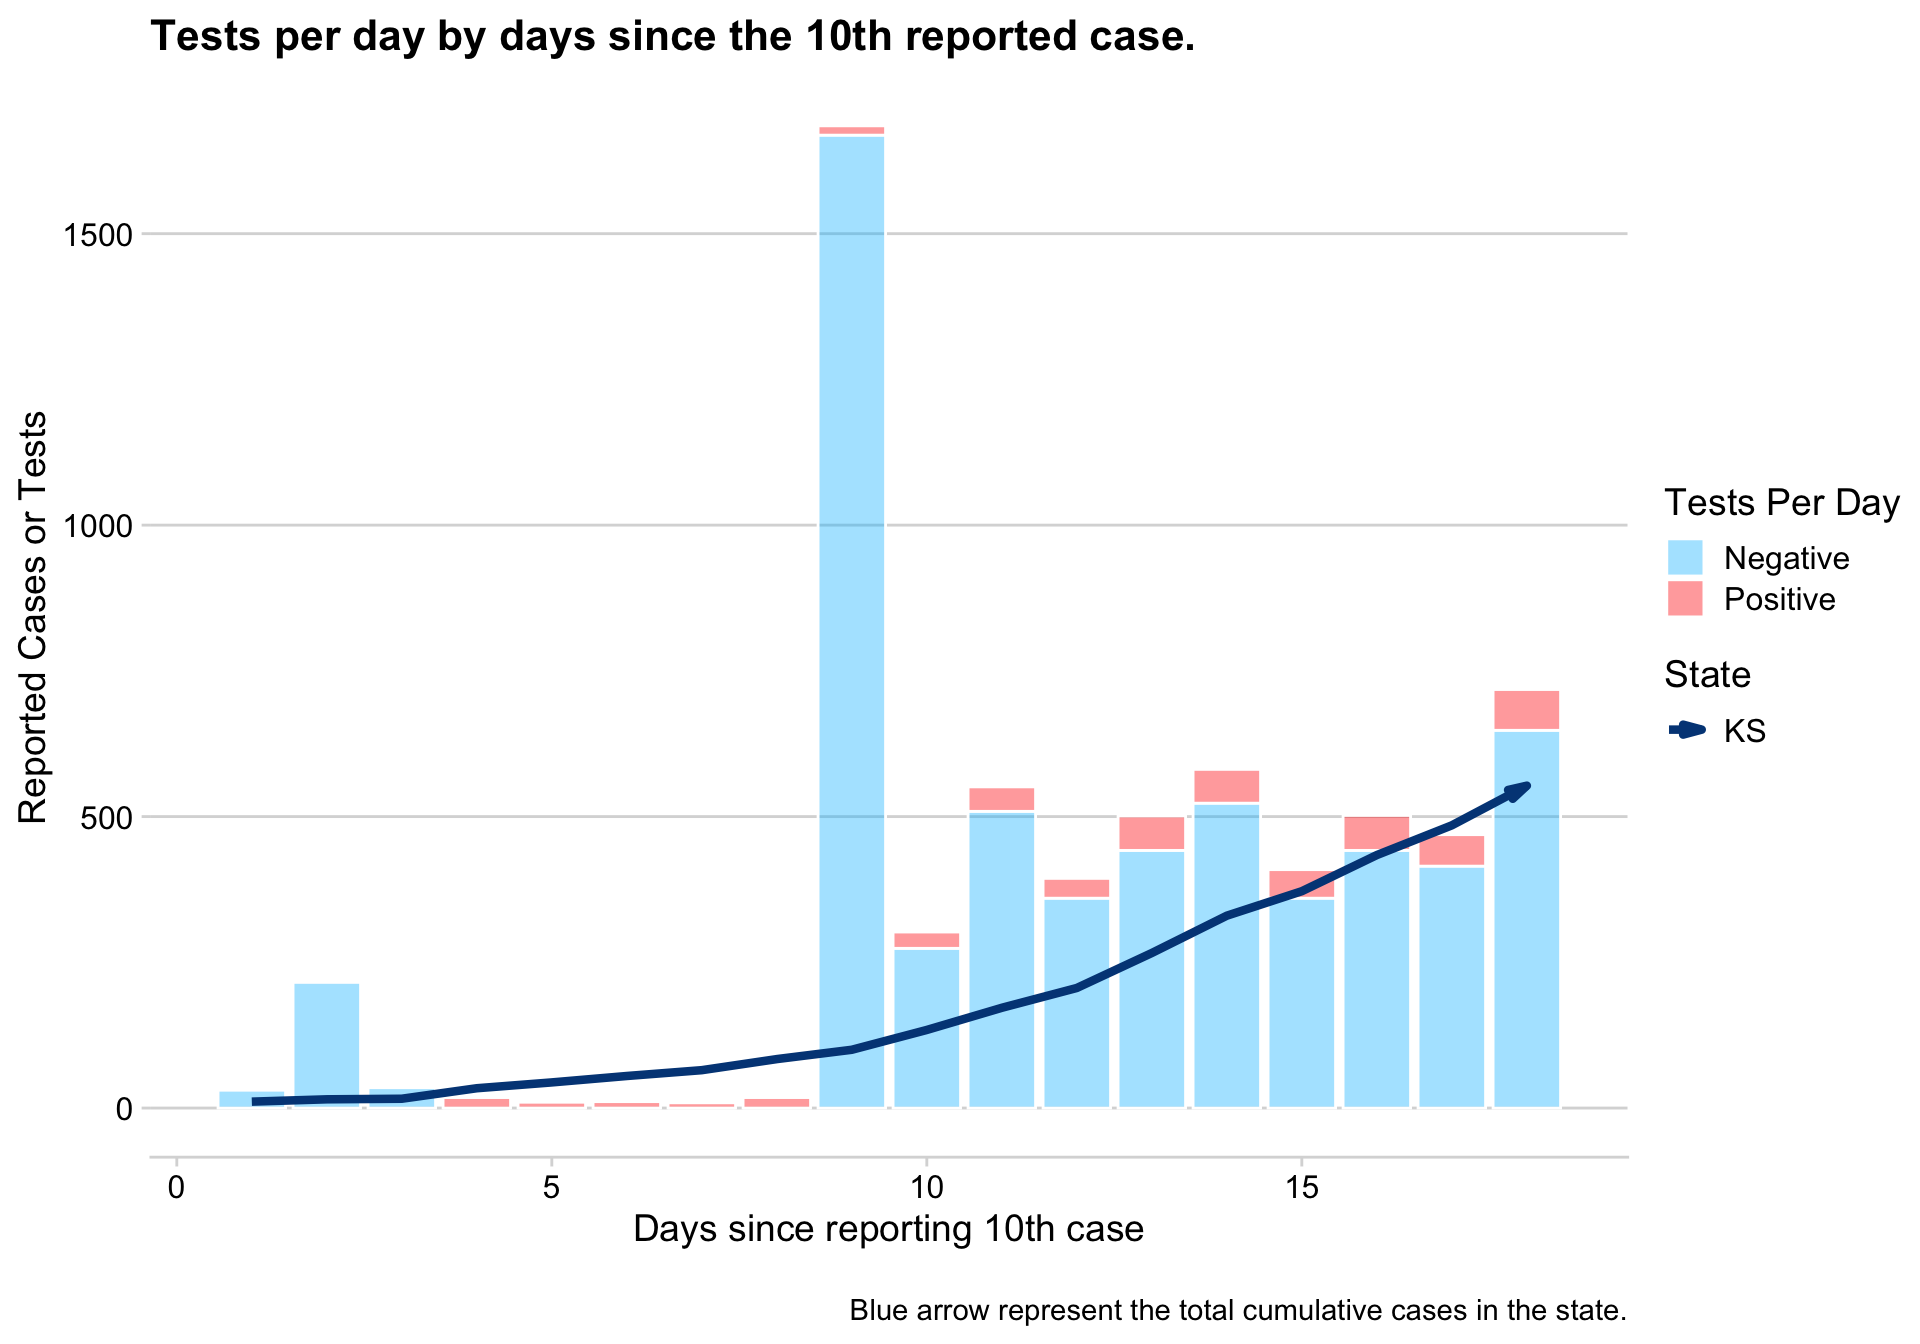 Tests per day by days since the 10th reported case.
Reported Cases or Tests
1500
1000
500
0
0
5
10
15
Days since reporting 10th case
Tests Per Day
Negative
Positive
State
KS
Blue arrow represent the total cumulative cases in the state.